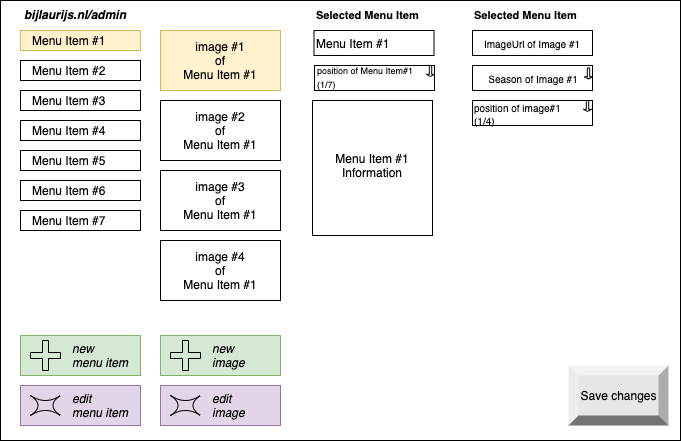 bijlaurijs.nl/admin
Menu Item #1
Menu Item #2
Menu Item #3
Menu Item #4
Menu Item #5
Menu Item #6
Menu Item #7
image #1
of
Menu Item #1
image #2
of
Menu Item #1
image #3
of
Menu Item #1
image #4
of
Menu Item #1
Selected Menu Item
Menu Item #1
position of Menu Item#1
(1/7)
Menu Item #1
Information
Selected Menu Item
ImageUrl of Image #1
Season of Image #1
position of image#1
(1/4)
new
menu item
new
image
edit
menu item
edit
image
Save changes